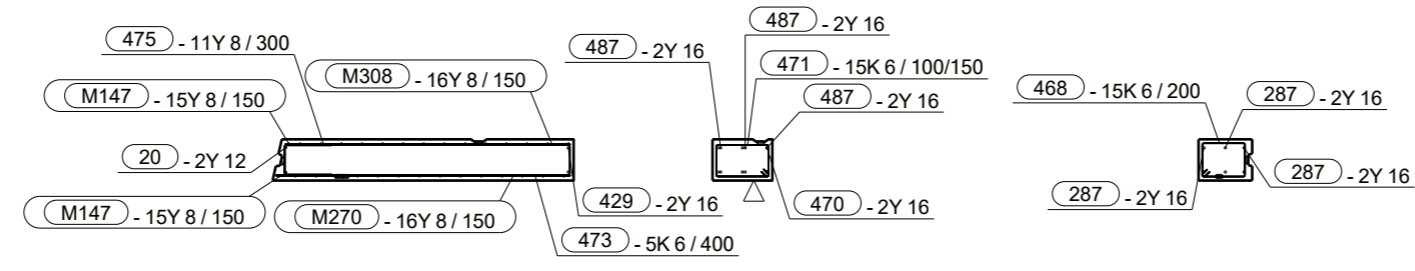 475 - 11Y 8 / 300
M308 - 16Y 8 / 150
M147 - 15Y 8 / 150
20 - 2Y 12
M147 - 15Y 8 / 150
M270 - 16Y 8 / 150
429 - 2Y 16
473 - 5K 6 / 400
487 - 2Y 16
487 - 2Y 16
471 - 15K 6 / 100/150
487 - 2Y 16
470 - 2Y 16
468 - 15K 6 / 200
287 - 2Y 16
287 - 2Y 16
287 - 2Y 16